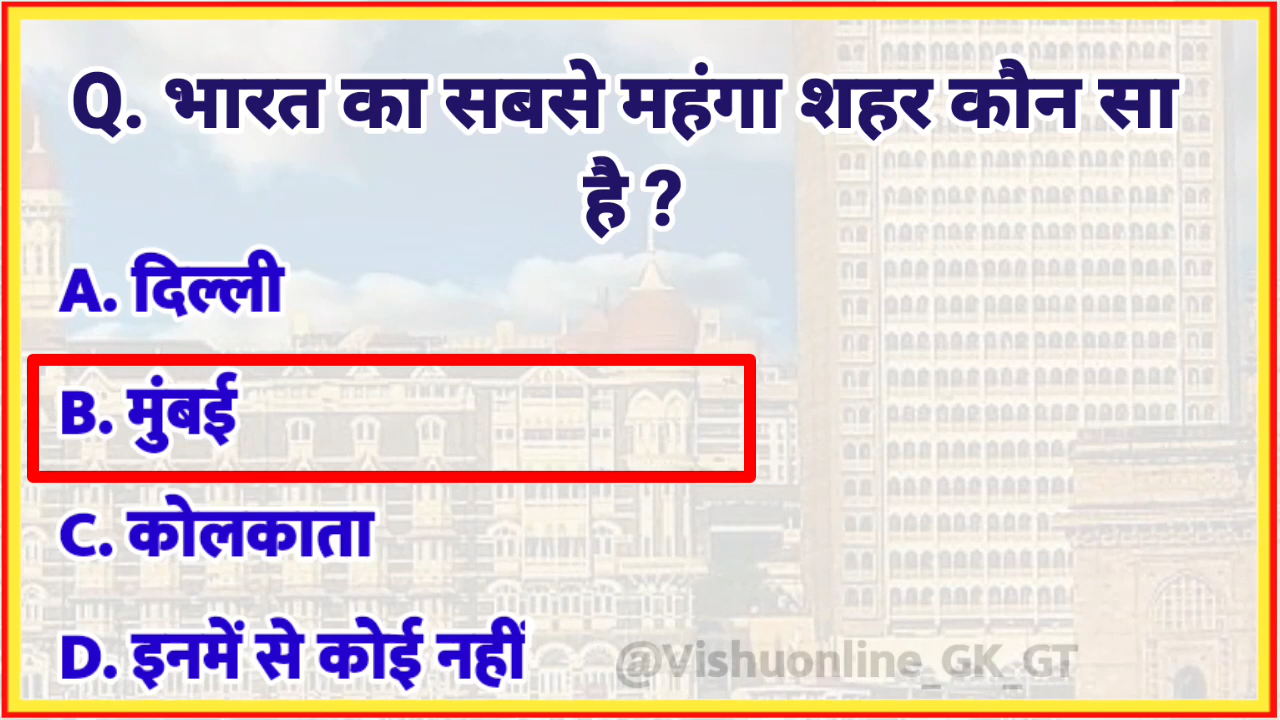 Q. भारत का सबसे महंगा शहर कौन सा
है ?
A. दिल्ली
B. मुंबई
C. कोलकाता
D. इनमें से कोई नहीं
@Vishuonline_GK_GT